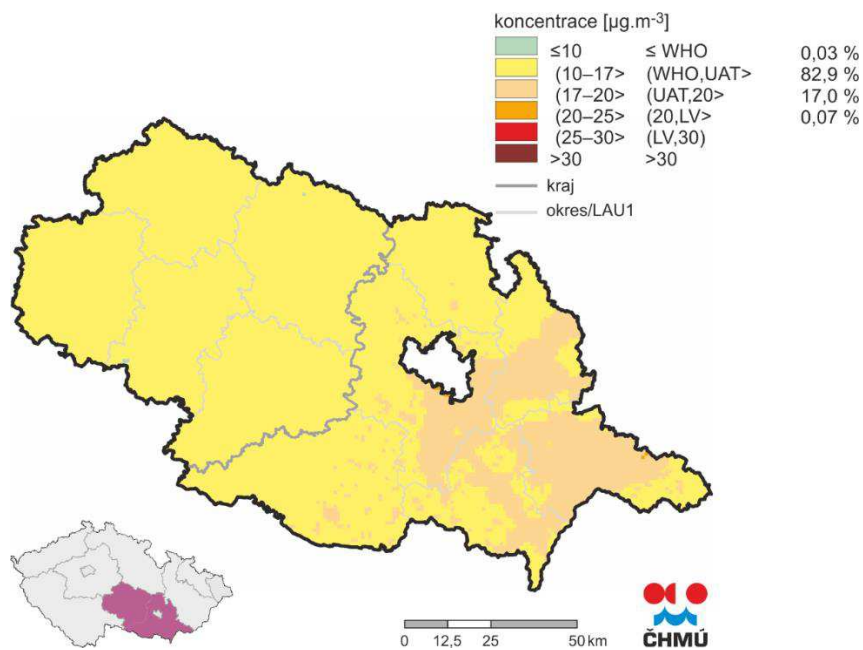 koncentrace [µg.m-3]
≤10 ≤ WHO 0,03 %
(10–17> (WHO,UAT> 82,9 %
(17–20> (UAT,20> 17,0 %
(20–25> (20,LV> 0,07 %
(25–30> (LV,30)
>30 >30
kraj
okres/LAU1
0 12,5 25 50 km
ČHMÚ